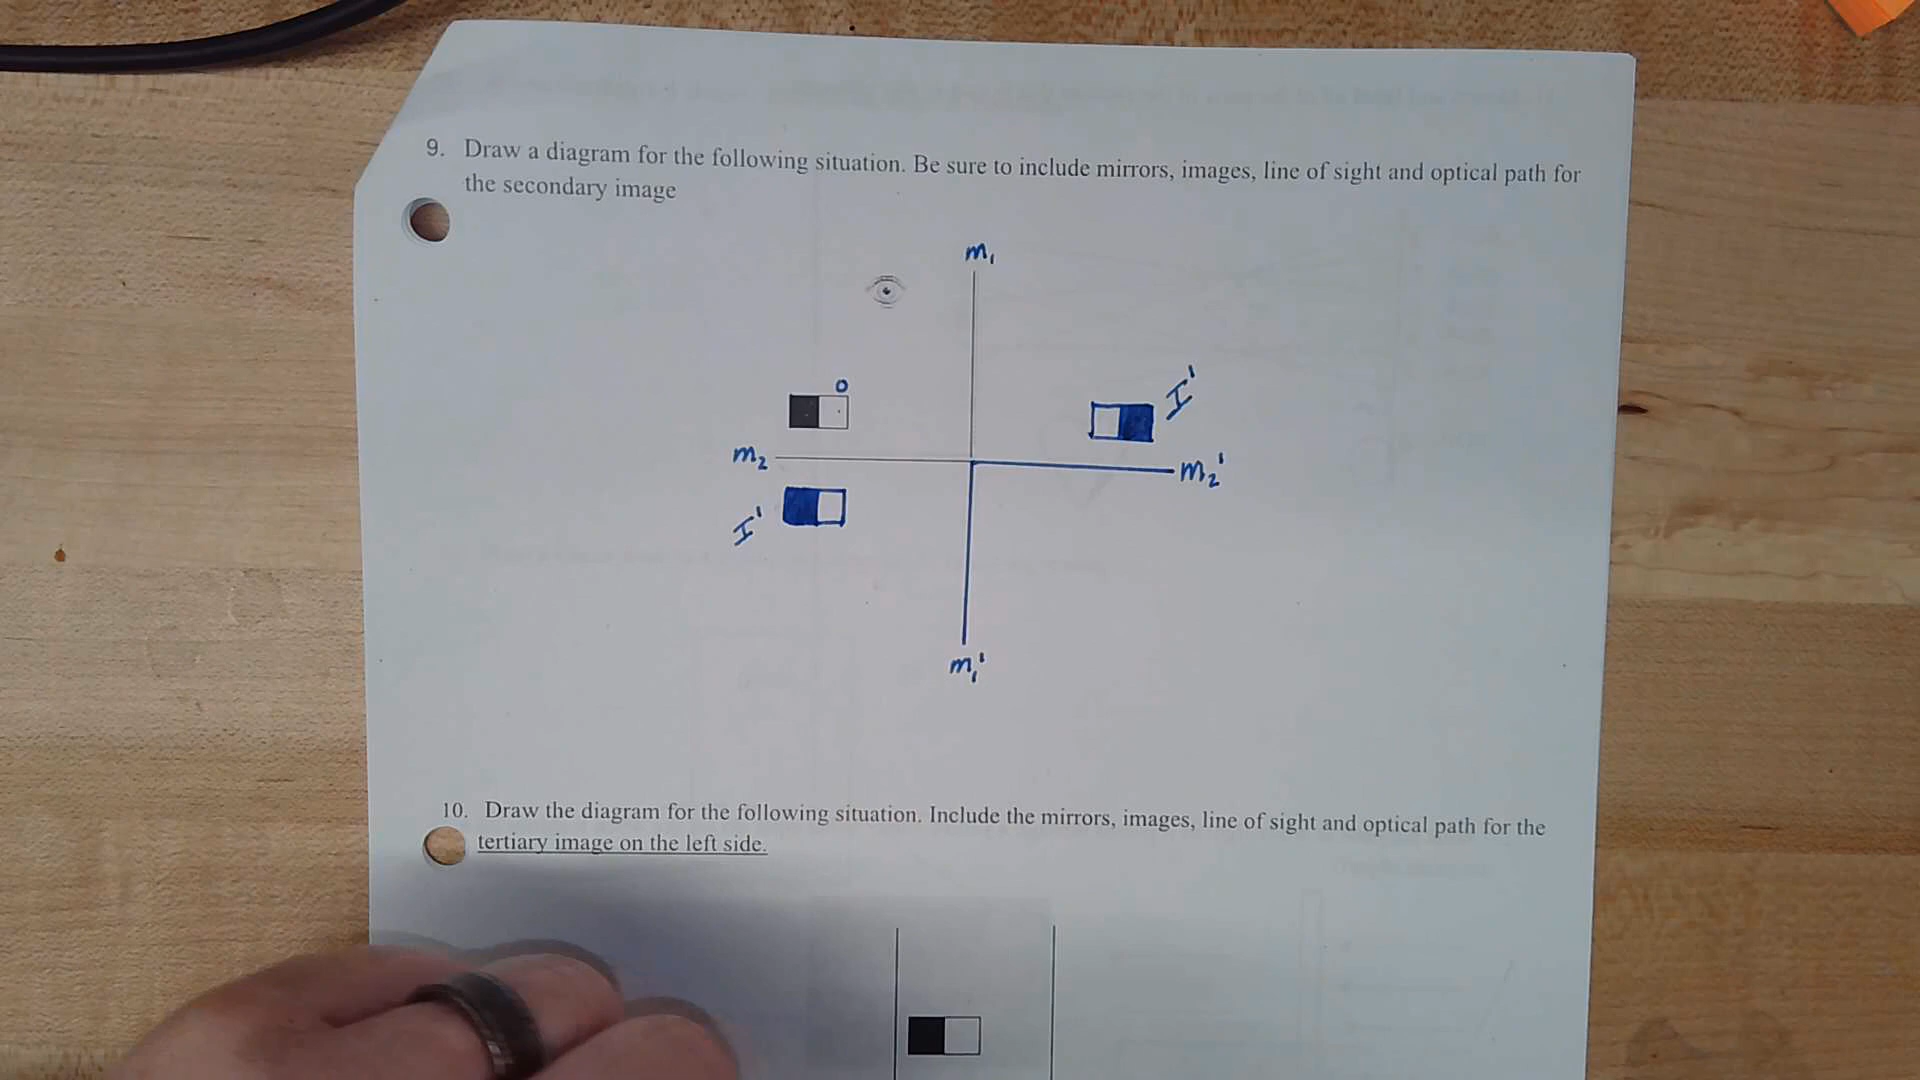 9. Draw a diagram for the following situation. Be sure to include mirrors, images, line of sight and optical path for
the secondary image
m₁
O
I'
m₂
m₂'
I'
m₁'
10. Draw the diagram for the following situation. Include the mirrors, images, line of sight and optical path for the
tertiary image on the left side.